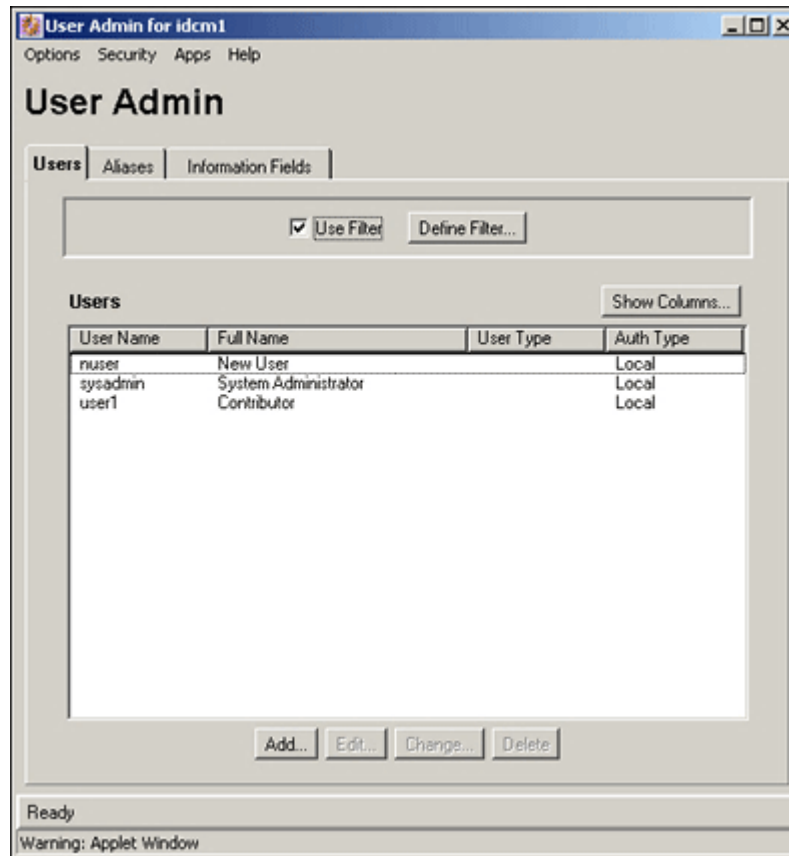 User Admin for idcm1
Options Security Apps Help
User Admin
Users Aliases Information Fields
Use Filter Define Filter...
Users Show Columns...
User Name Full Name User Type Auth Type
nuser New User Local
sysadmin System Administrator Local
user1 Contributor Local
Add... Edit... Change... Delete
Ready
Warning: Applet Window